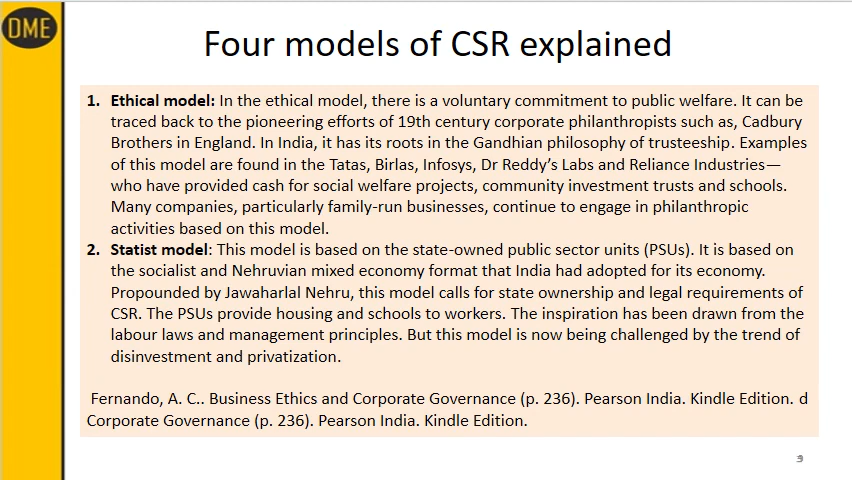 DME
Four models of CSR explained
1. Ethical model: In the ethical model, there is a voluntary commitment to public welfare. It can be
traced back to the pioneering efforts of 19th century corporate philanthropists such as, Cadbury
Brothers in England. In India, it has its roots in the Gandhian philosophy of trusteeship. Examples
of this model are found in the Tatas, Birlas, Infosys, Dr Reddy's Labs and Reliance Industries—
who have provided cash for social welfare projects, community investment trusts and schools.
Many companies, particularly family-run businesses, continue to engage in philanthropic
activities based on this model.
2. Statist model: This model is based on the state-owned public sector units (PSUs). It is based on
the socialist and Nehruvian mixed economy format that India had adopted for its economy.
Propounded by Jawaharlal Nehru, this model calls for state ownership and legal requirements of
CSR. The PSUs provide housing and schools to workers. The inspiration has been drawn from the
labour laws and management principles. But this model is now being challenged by the trend of
disinvestment and privatization.
Fernando, A. C.. Business Ethics and Corporate Governance (p. 236). Pearson India. Kindle Edition. d
Corporate Governance (p. 236). Pearson India. Kindle Edition.